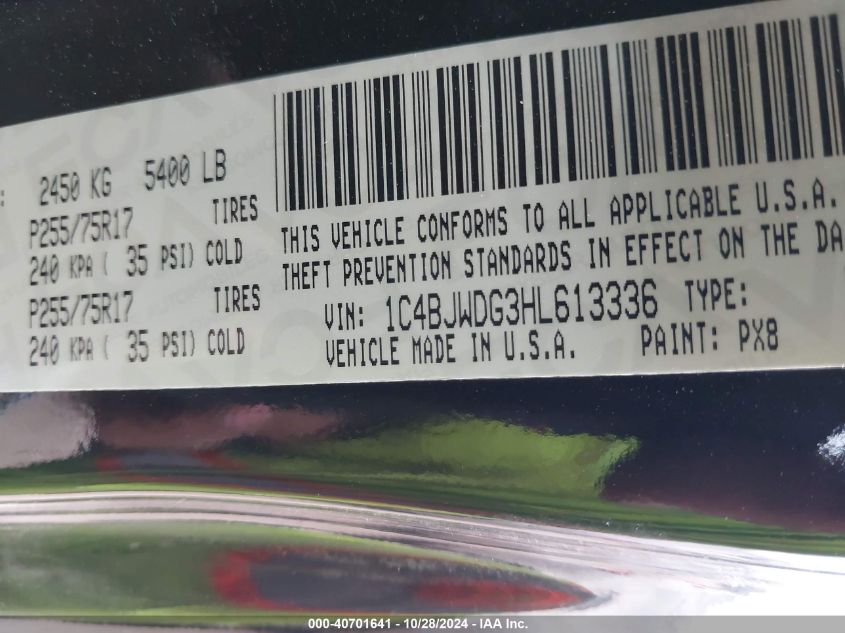 : 2450 KG 5400 LB
P255/75R17 TIRES
240 KPA ( 35 PSI) COLD
P255/75R17 TIRES
240 KPA ( 35 PSI) COLD
THIS VEHICLE CONFORMS TO ALL APPLICABLE U.S.A.
THEFT PREVENTION STANDARDS IN EFFECT ON THE DA
VIN: 1C4BJWDG3HL613336 TYPE:
VEHICLE MADE IN U.S.A. PAINT: PX8
000-40701641 - 10/28/2024 - IAA Inc.